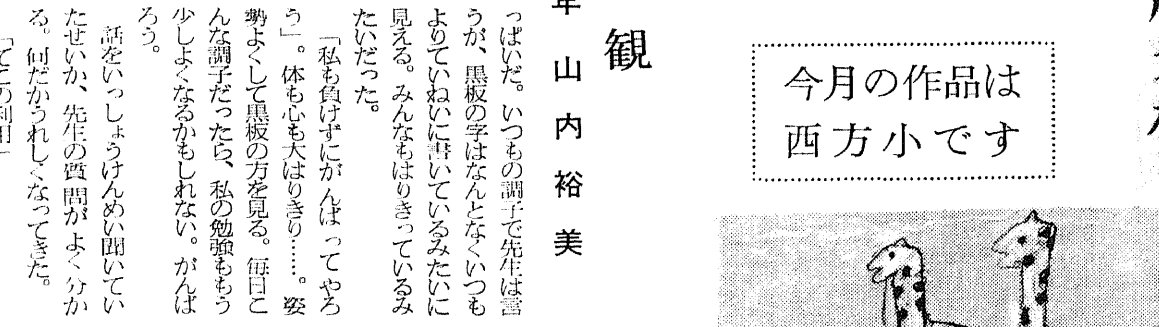 今月の作品は
西方小です
観
年 山内裕美
っぱいだ。いつもの調子で先生は言
うが、黒板の字はなんとなくいつも
よりていねいに書いているみたいに
見える。みんなもはりきっているみ
たいだった。
「私も負けずにがんばってやろ
う」。体も心も大はりきり……。姿
勢よくして黒板の方を見る。毎日こ
んな調子だったら、私の勉強ももう
少しよくなるかもしれない。がんば
ろう。
話をいっしょうけんめい聞いてい
たせいか、先生の質問がよく分か
る。何だかうれしくなってきた。
「てこの利用」